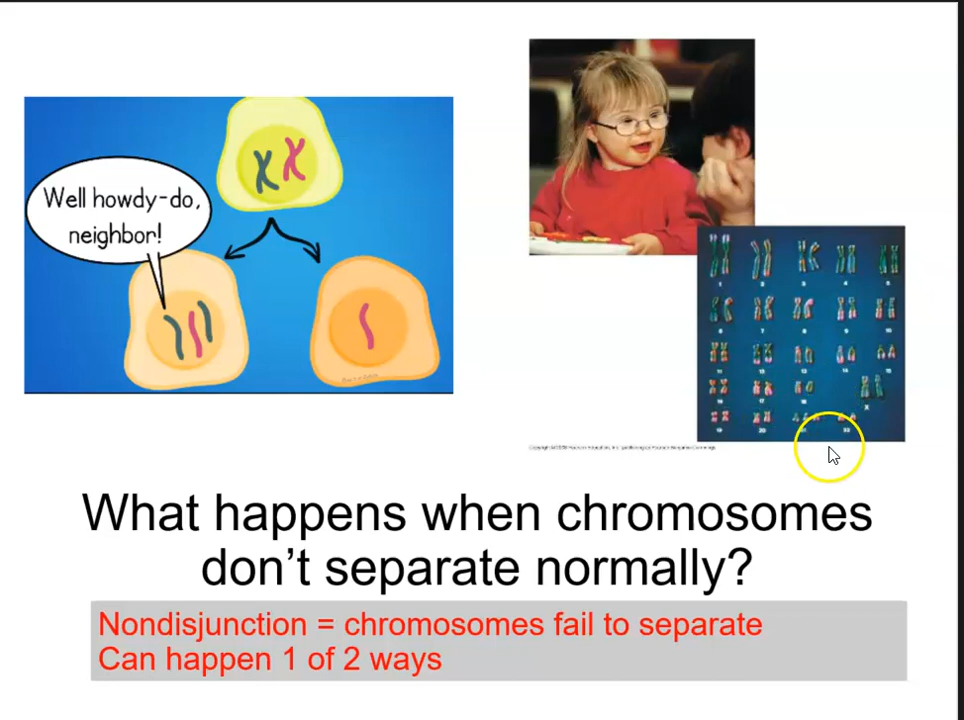 Well howdy-do,
neighbor!
What happens when chromosomes
don't separate normally?
Nondisjunction = chromosomes fail to separate
Can happen 1 of 2 ways